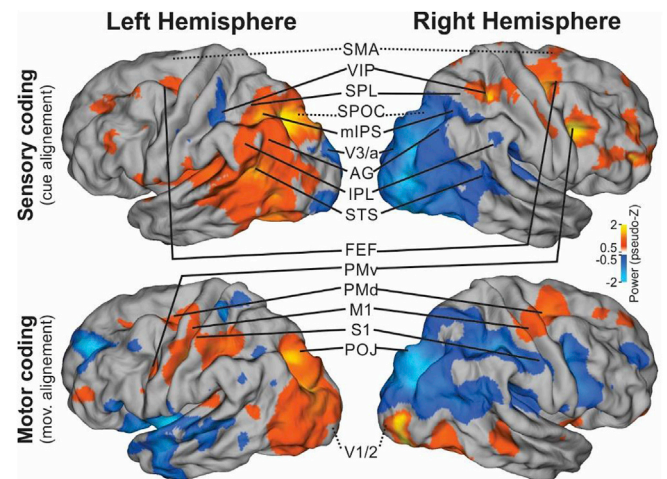 Left Hemisphere
Right Hemisphere
Sensory coding
(cue alignement)
SMA
VIP
SPL
SPOC
mIPS
V3/a
AG
IPL
STS
FEF
PMv
PMd
M1
S1
POJ
V1/2
2
0.5
-0.5
-2
Power (pseudo-Z)
Motor coding
(mov. alignement)